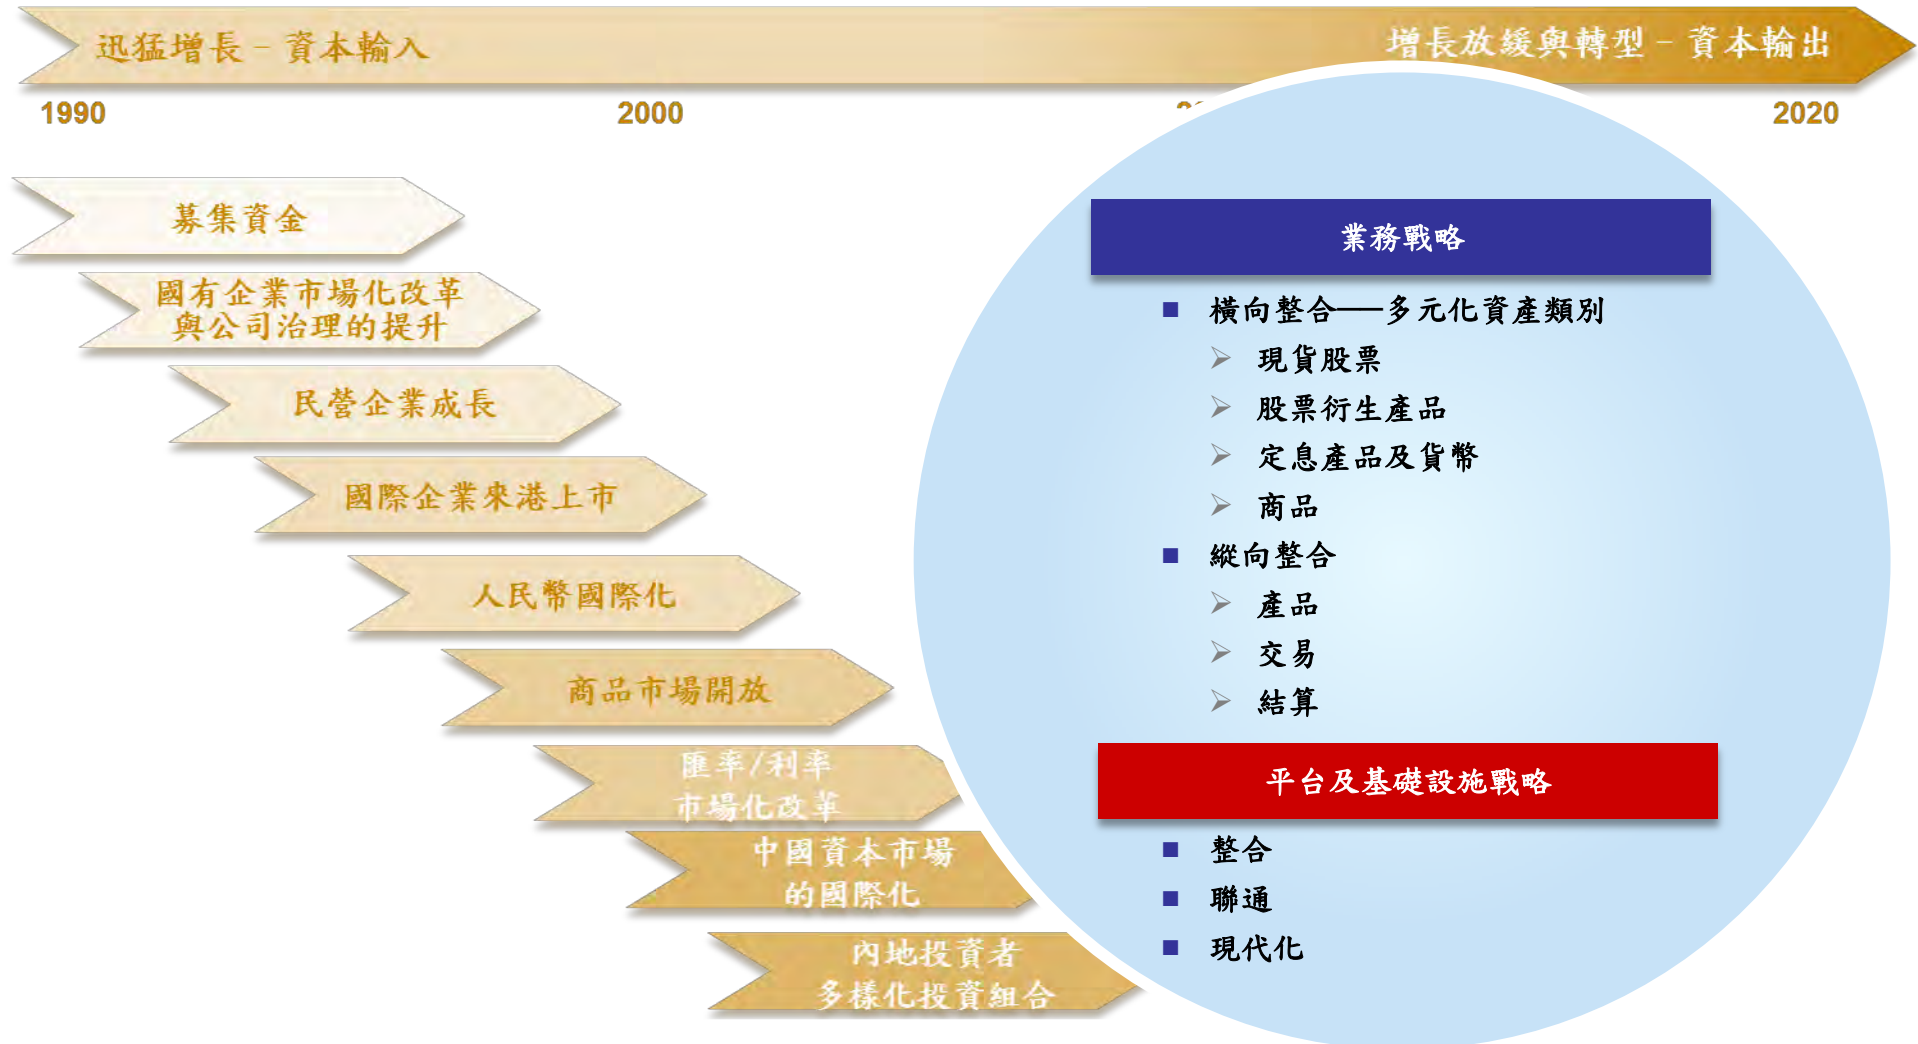 迅猛增長 – 資本輸入
增長放緩與轉型 – 資本輸出
1990
2000
2020
募集資金
國有企業市場化改革
與公司治理的提升
民營企業成長
國際企業來港上市
人民幣國際化
商品市場開放
匯率/利率
市場化改革
中國資本市場
的國際化
內地投資者
多樣化投資組合
業務戰略
■ 橫向整合──多元化資產類別
➢ 現貨股票
➢ 股票衍生產品
➢ 定息產品及貨幣
➢ 商品
■ 縱向整合
➢ 產品
➢ 交易
➢ 結算
平台及基礎設施戰略
■ 整合
■ 聯通
■ 現代化